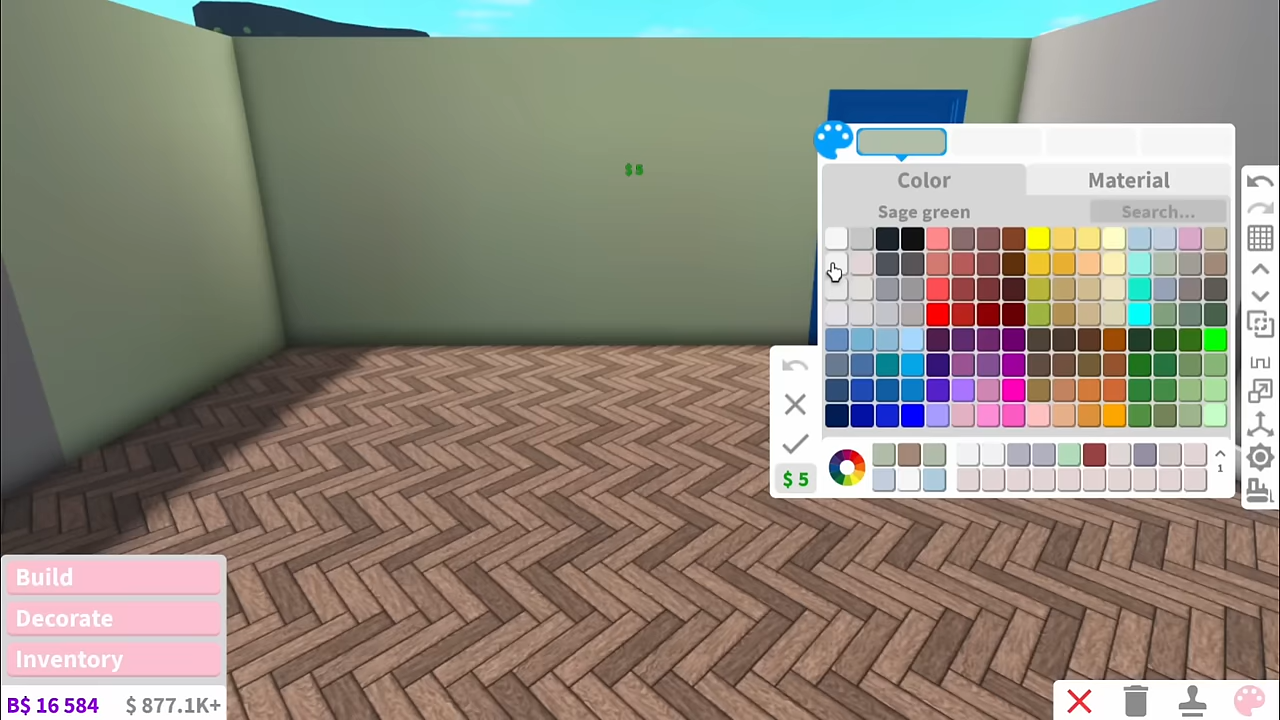 $ 5
Color
Material
Sage green
Search...
1
$ 5
Build
Decorate
Inventory
B$ 16 584
$ 877.1K+